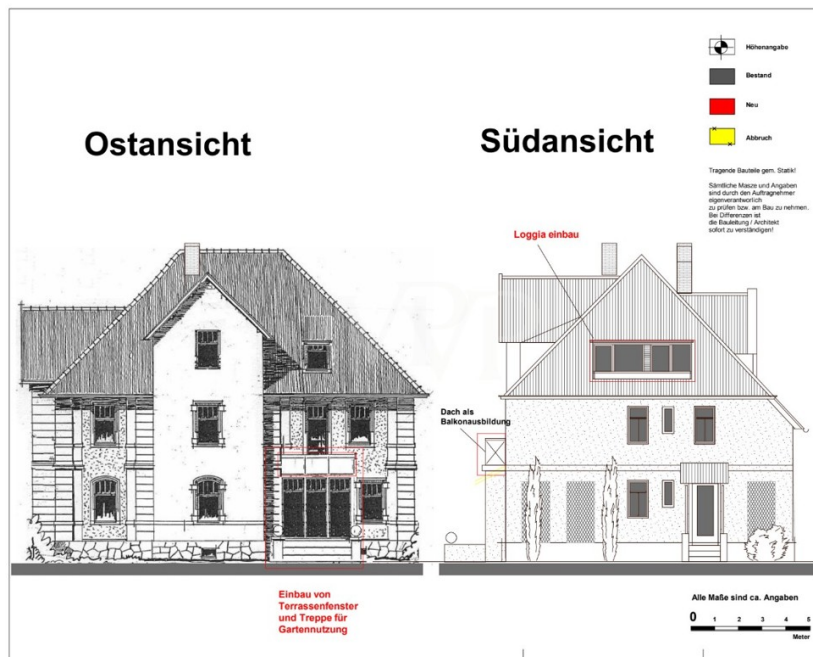 Höhenangabe
Bestand
Neu
Abbruch
Ostansicht
Südansicht
Tragende Bauteile gem. Statik!
Sämtliche Masze und Angaben
sind durch den Auftragnehmer
eigenverantwortlich
zu prüfen bzw. am Bau zu nehmen.
Bei Differenzen ist
die Bauleitung / Architekt
sofort zu verständigen!
Loggia einbau
Dach als
Balkonausbildung
Einbau von
Terrassenfenster
und Treppe für
Gartennutzung
Alle Maße sind ca. Angaben
0 1 2 3 4 5
Meter